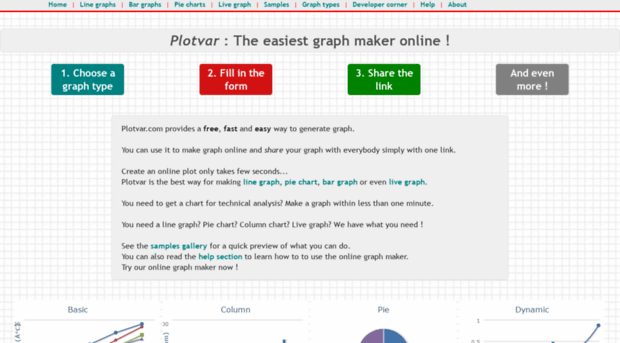 Home | Line graphs | Bar graphs | Pie charts | Live graph | Samples | Graph types | Developer corner | Help | About
Plotvar : The easiest graph maker online !
1. Choose a graph type
2. Fill in the form
3. Share the link
And even more !
Plotvar.com provides a free, fast and easy way to generate graph.
You can use it to make graph online and share your graph with everybody simply with one link.
Create an online plot only takes few seconds...
Plotvar is the best way for making line graph, pie chart, bar graph or even live graph.
You need to get a chart for technical analysis? Make a graph within less than one minute.
You need a line graph? Pie chart? Column chart? Live graph? We have what you need !
See the samples gallery for a quick preview of what you can do.
You can also read the help section to learn how to to use the online graph maker.
Try our online graph maker now !
Basic
Column
Pie
Dynamic
1
0.5